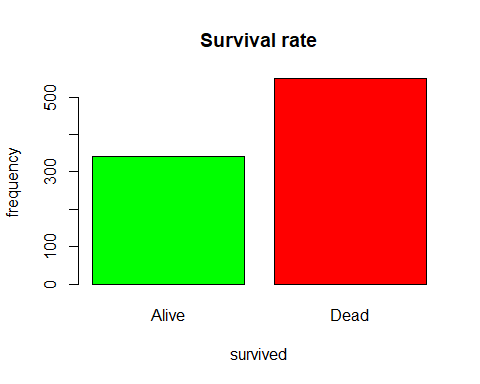 Survival rate
frequency
500
300
100
0
Alive Dead
survived